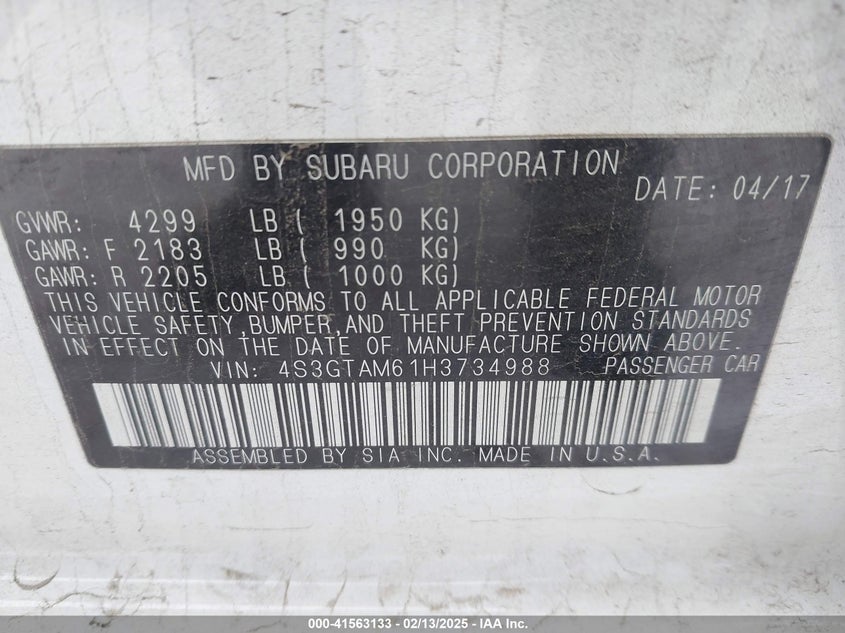 MFD BY SUBARU CORPORATION
DATE: 04/17
GVWR: 4299 LB ( 1950 KG)
GAWR: F 2183 LB ( 990 KG)
GAWR: R 2205 LB ( 1000 KG)
THIS VEHICLE CONFORMS TO ALL APPLICABLE FEDERAL MOTOR
VEHICLE SAFETY,BUMPER,AND THEFT PREVENTION STANDARDS
IN EFFECT ON THE DATE OF MANUFACTURE SHOWN ABOVE.
VIN: 4S3GTAM61H3734988 PASSENGER CAR
ASSEMBLED BY SIA INC. MADE IN U.S.A.
000-41563133 - 02/13/2025 - IAAI.com